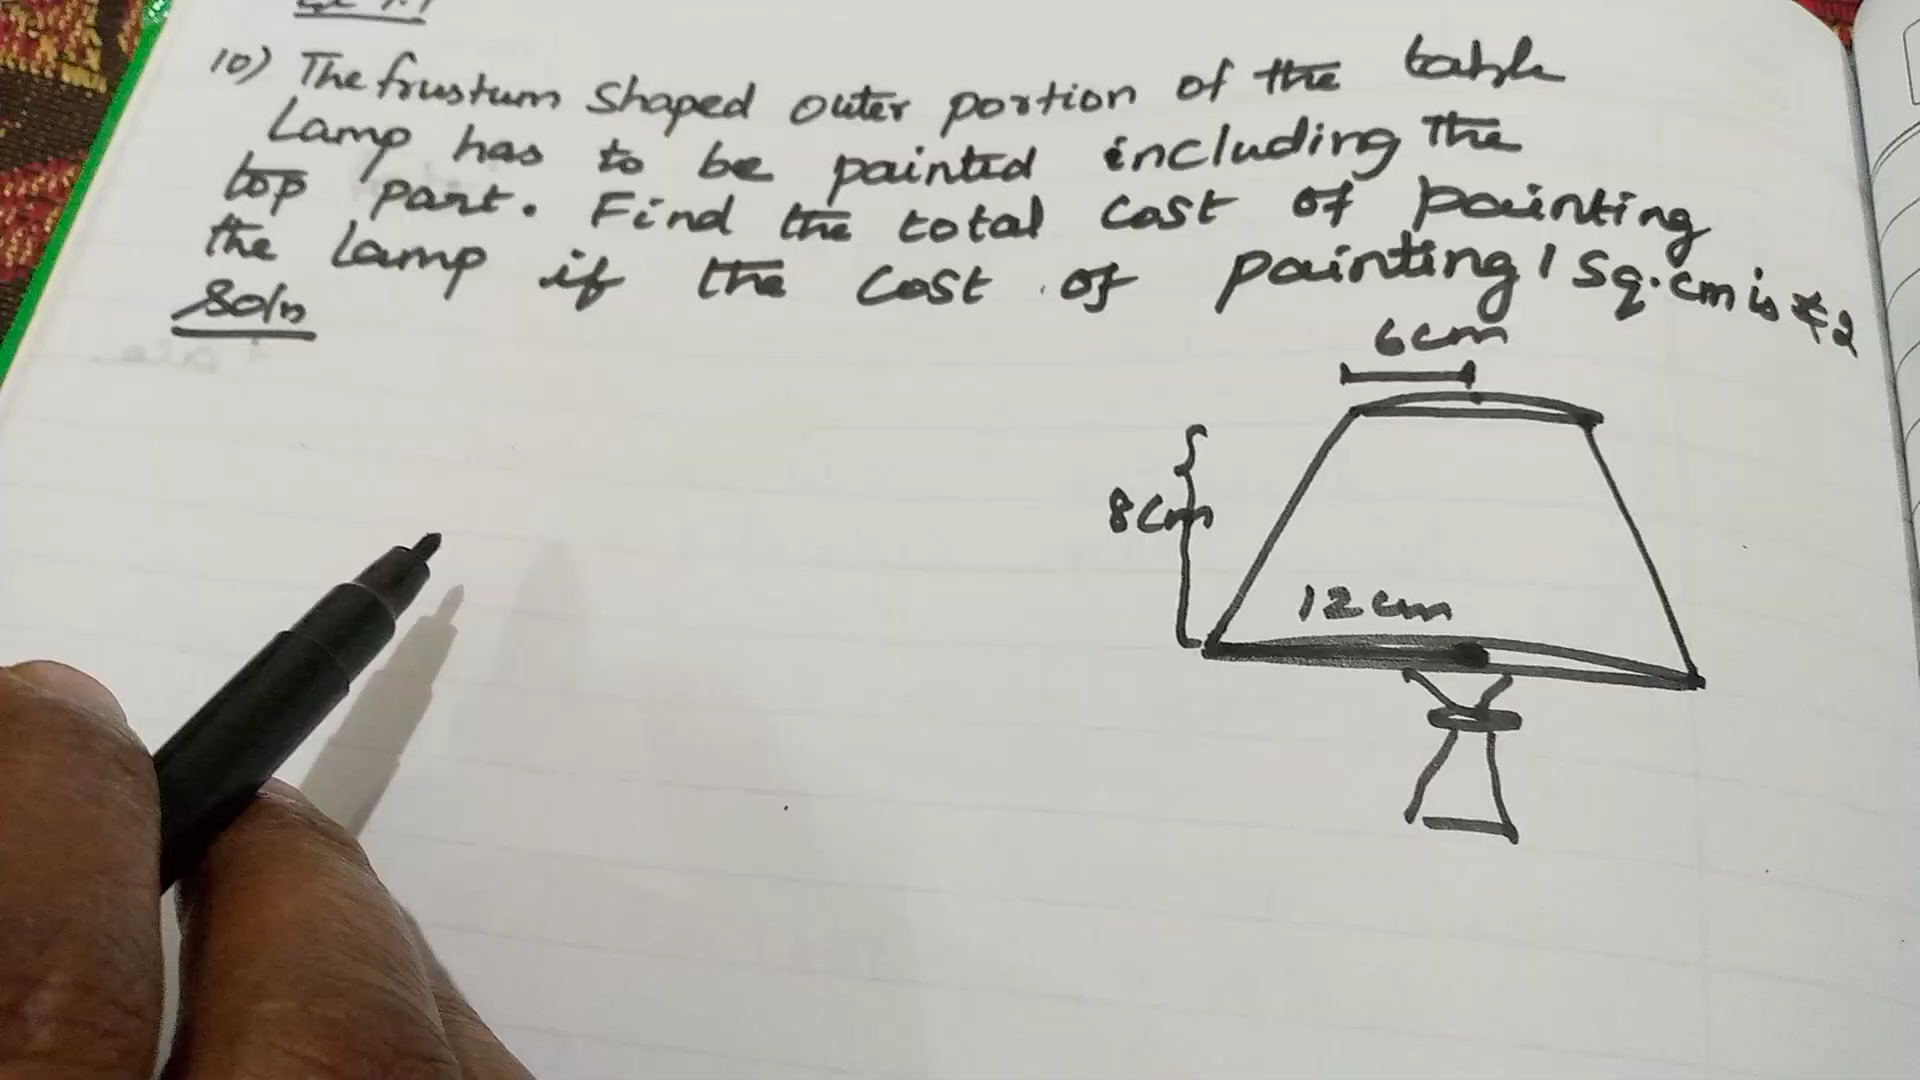 10) The frustum shaped outer portion of the table
Lamp has to be painted including the
top part. Find the total cost of painting
the lamp if the cost of painting 1 sq.cm is ₹2
Soln
6cm
8cm
12cm